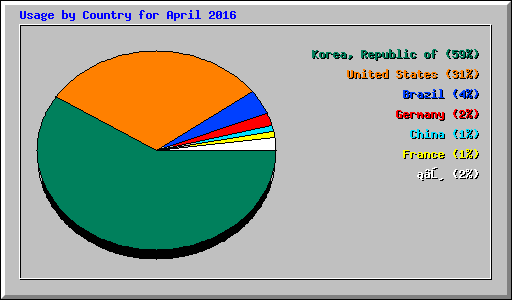 Usage by Country for April 2016
Korea, Republic of (59%)
United States (31%)
Brazil (4%)
Germany (2%)
China (1%)
France (1%)
(2%)